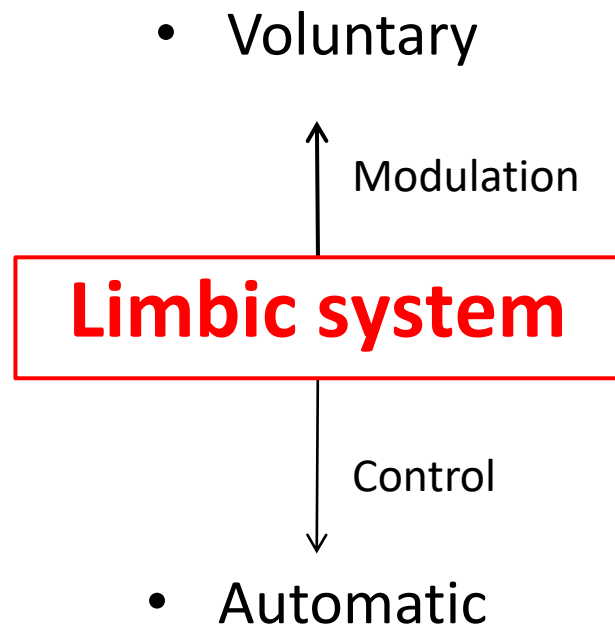 • Voluntary
Modulation
Limbic system
Control
• Automatic